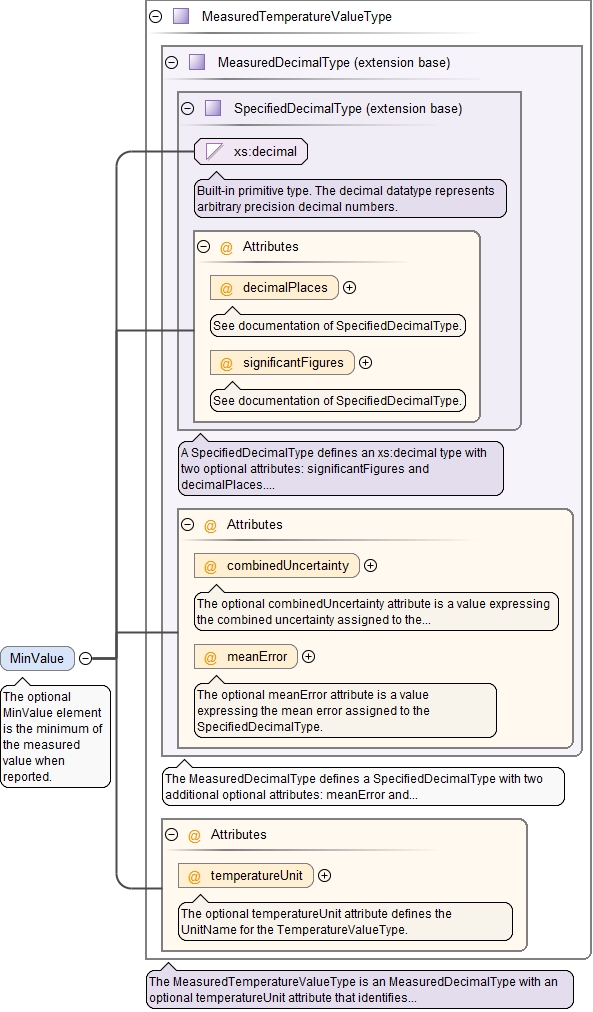 MeasuredTemperatureValueType
MeasuredDecimalType (extension base)
SpecifiedDecimalType (extension base)
xs:decimal
Built-in primitive type. The decimal datatype represents
arbitrary precision decimal numbers.
@ Attributes
@ decimalPlaces
See documentation of SpecifiedDecimalType.
@ significantFigures
See documentation of SpecifiedDecimalType.
A SpecifiedDecimalType defines an xs:decimal type with
two optional attributes: significantFigures and
decimalPlaces....
@ Attributes
@ combinedUncertainty
The optional combinedUncertainty attribute is a value expressing
the combined uncertainty assigned to the...
@ meanError
The optional meanError attribute is a value
expressing the mean error assigned to the
SpecifiedDecimalType.
MinValue
The optional
MinValue element
is the minimum of
the measured
value when
reported.
The MeasuredDecimalType defines a SpecifiedDecimalType with two
additional optional attributes: meanError and...
@ Attributes
@ temperatureUnit
The optional temperatureUnit attribute defines the
UnitName for the TemperatureValueType.
The MeasuredTemperatureValueType is an MeasuredDecimalType with an
optional temperatureUnit attribute that identifies...